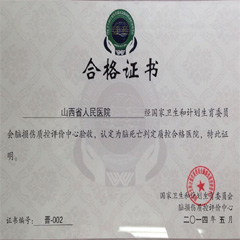 合格证书
山西省人民医院 经国家卫生和计划生育委员
会脑损伤质控评价中心验收，认定为脑死亡判定质控合格医院，特此证
明。
国家卫生和计划生育委员会
脑损伤质控评价中心
证书编号：晋-002
二〇一四年五月